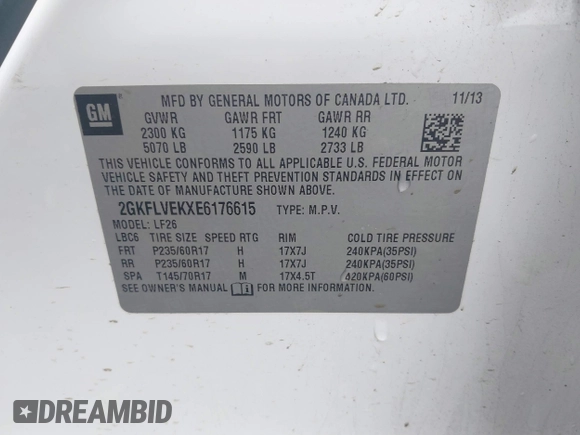 GM
MFD BY GENERAL MOTORS OF CANADA LTD. 11/13
GVWR GAWR FRT GAWR RR
2300 KG 1175 KG 1240 KG
5070 LB 2590 LB 2733 LB
THIS VEHICLE CONFORMS TO ALL APPLICABLE U.S. FEDERAL MOTOR
VEHICLE SAFETY AND THEFT PREVENTION STANDARDS IN EFFECT ON THE
DATE OF MANUFACTURE SHOWN ABOVE.
2GKFLVEKXE6176615 TYPE: M.P.V.
MODEL: LF26
LBC6 TIRE SIZE SPEED RTG RIM COLD TIRE PRESSURE
FRT P235/60R17 H 17X7J 240KPA(35PSI)
RR P235/60R17 H 17X7J 240KPA(35PSI)
SPA T145/70R17 M 17X4.5T 420KPA(60PSI)
SEE OWNER'S MANUAL FOR MORE INFORMATION.
DREAMBID